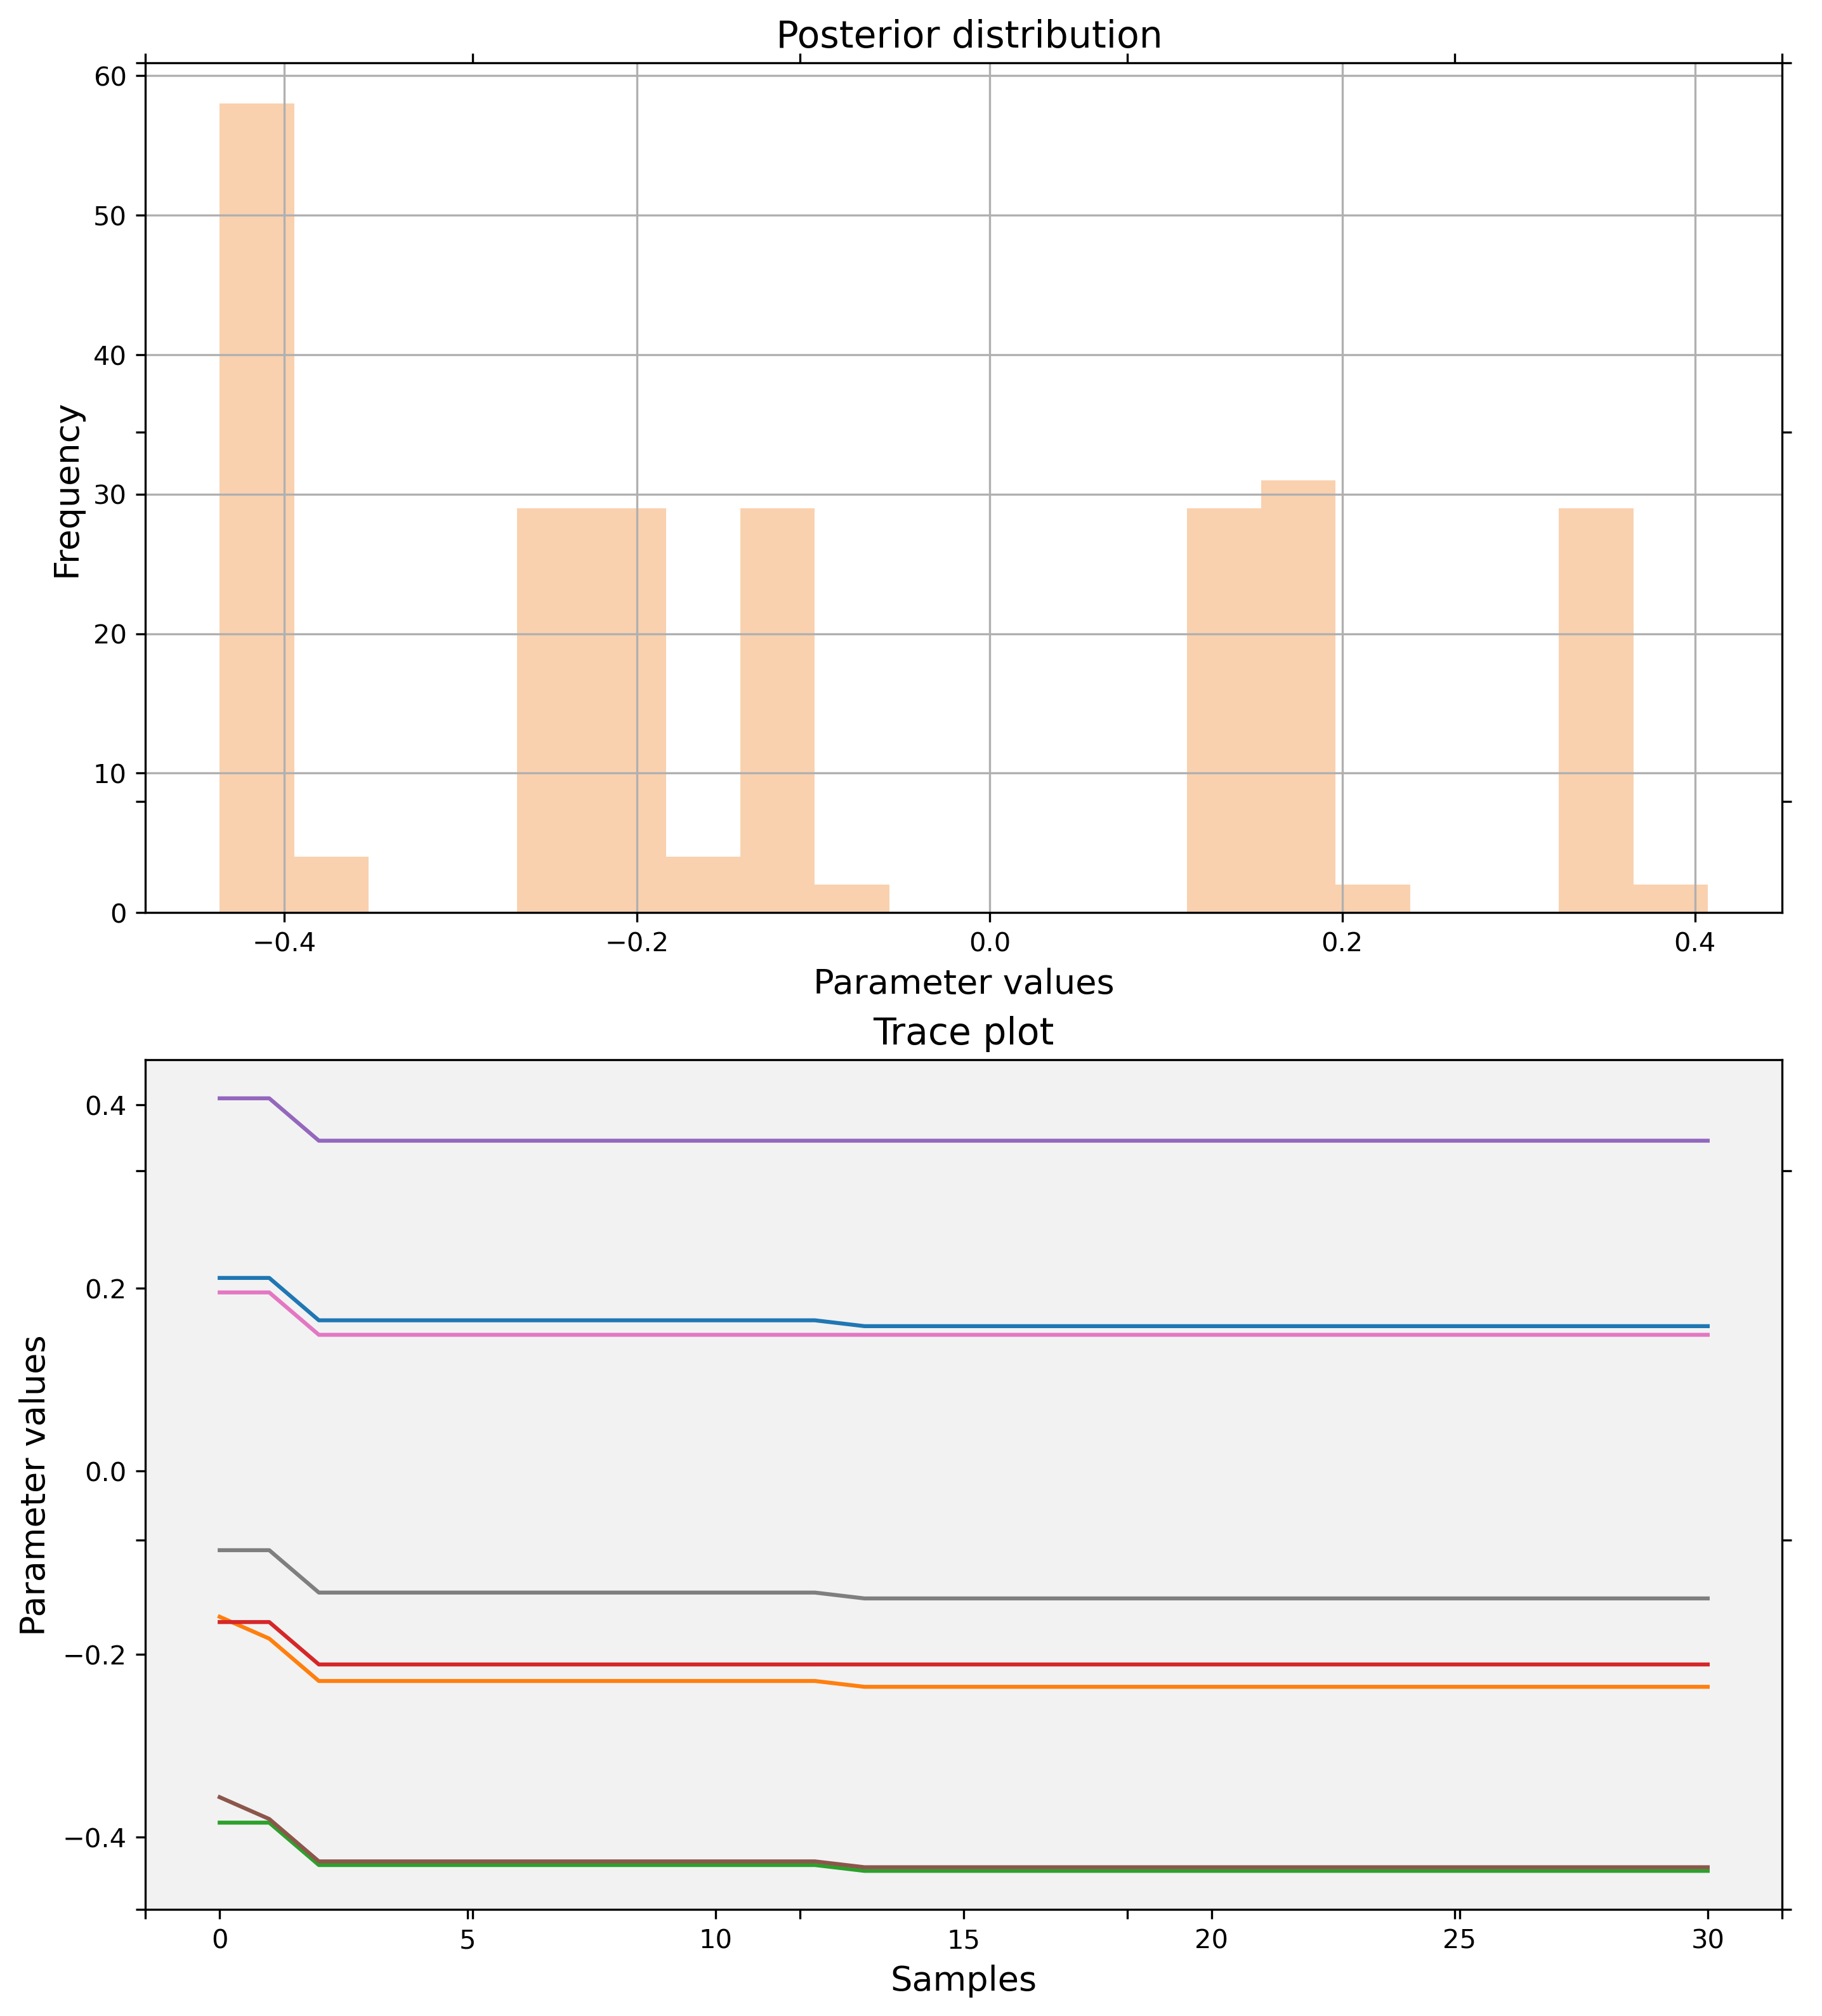 Posterior distribution
60
50
40
30
20
10
0
Frequency
−0.4 −0.2 0.0 0.2 0.4
Parameter values
Trace plot
0.4
0.2
0.0
−0.2
−0.4
Parameter values
0 5 10 15 20 25 30
Samples